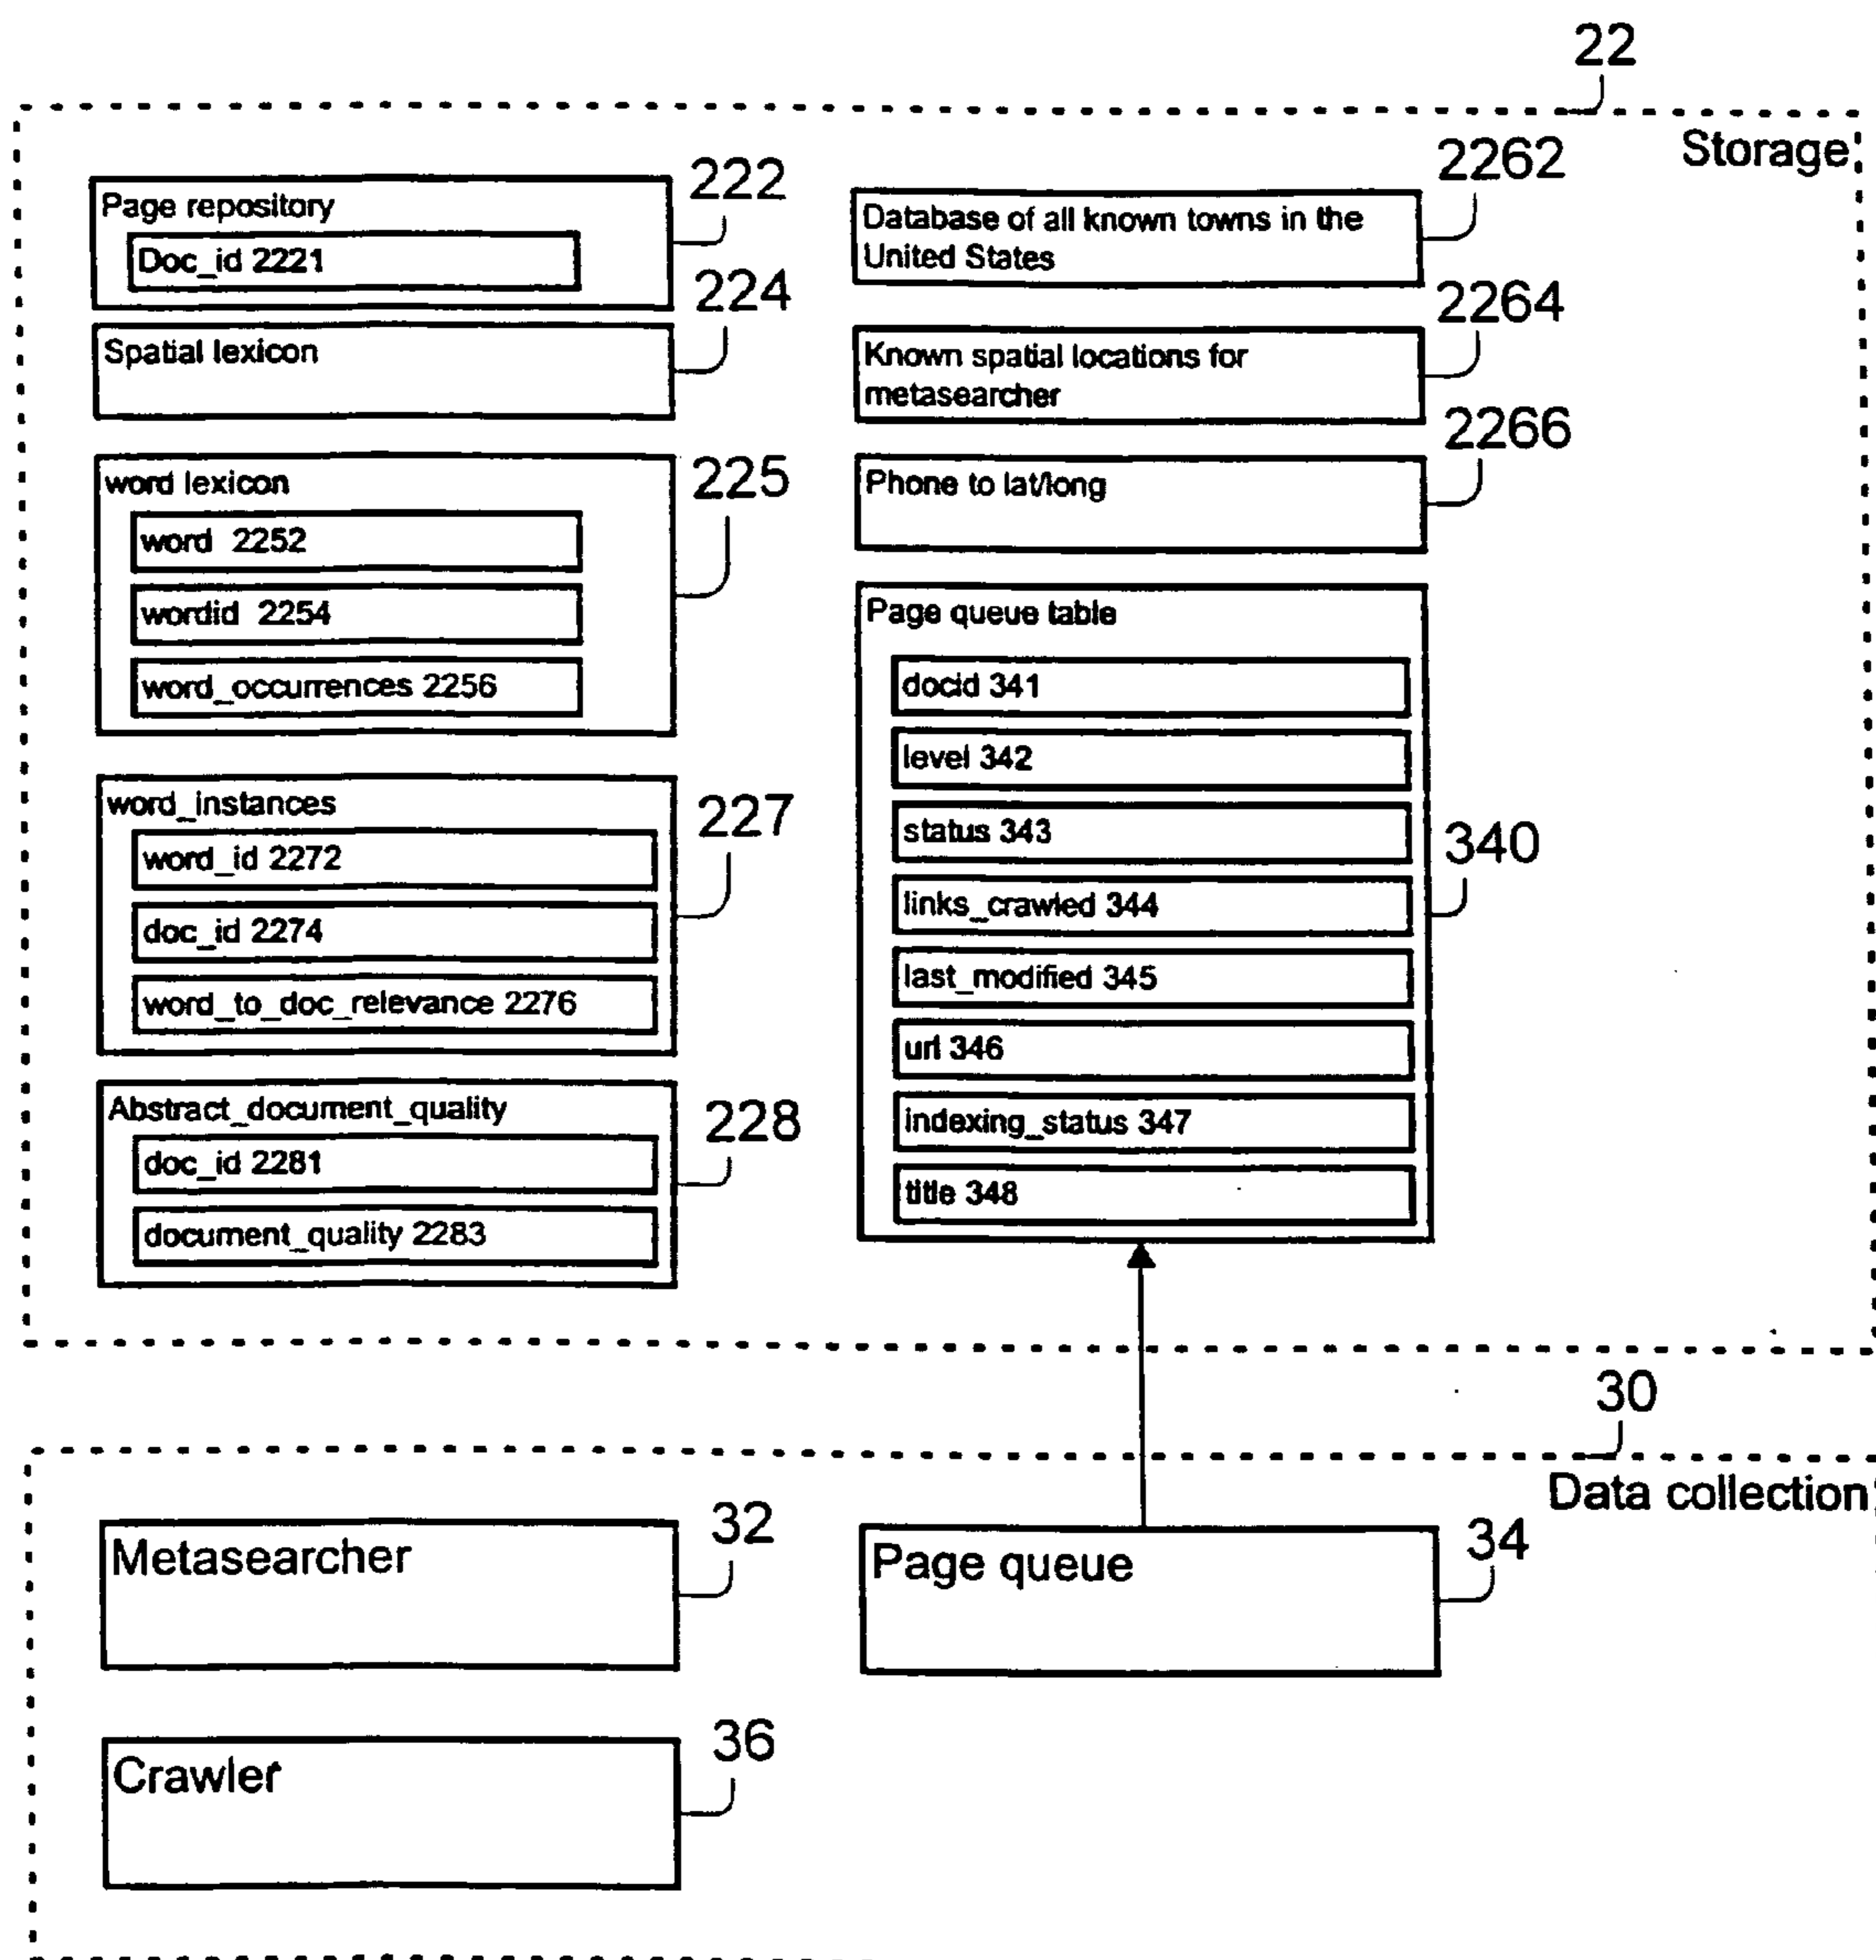 22
Storage
Page repository
Doc_id 2221
222
Spatial lexicon
224
word lexicon
225
word 2252
wordid 2254
word_occurrences 2256
word_instances
227
word_id 2272
doc_id 2274
word_to_doc_relevance 2276
Abstract_document_quality
228
doc_id 2281
document_quality 2283
2262
Database of all known towns in the
United States
2264
Known spatial locations for
metasearcher
2266
Phone to lat/long
Page queue table
340
docid 341
level 342
status 343
links_crawled 344
last_modified 345
url 346
indexing_status 347
title 348
30
Data collection
Metasearcher
32
Page queue
34
Crawler
36